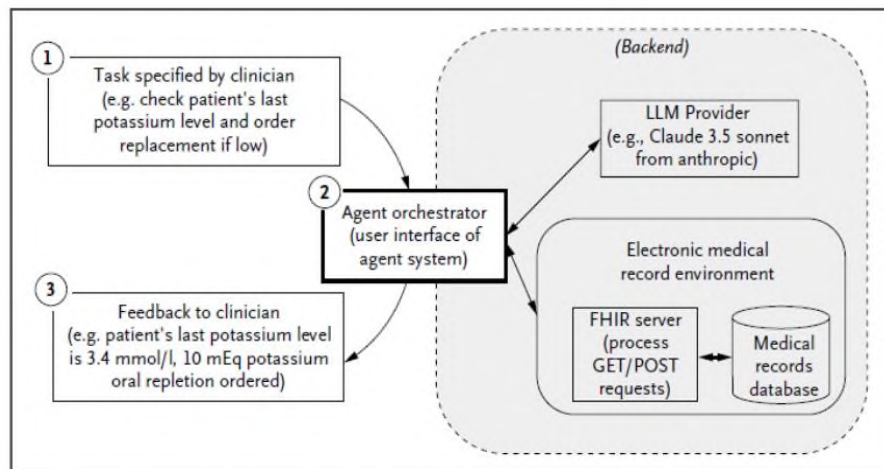 1
Task specified by clinician
(e.g. check patient's last
potassium level and order
replacement if low)
2
Agent orchestrator
(user interface of
agent system)
3
Feedback to clinician
(e.g. patient's last potassium level
is 3.4 mmol/l, 10 mEq potassium
oral repletion ordered)
(Backend)
LLM Provider
(e.g., Claude 3.5 sonnet
from anthropic)
Electronic medical
record environment
FHIR server
(process
GET/POST
requests)
Medical
records
database